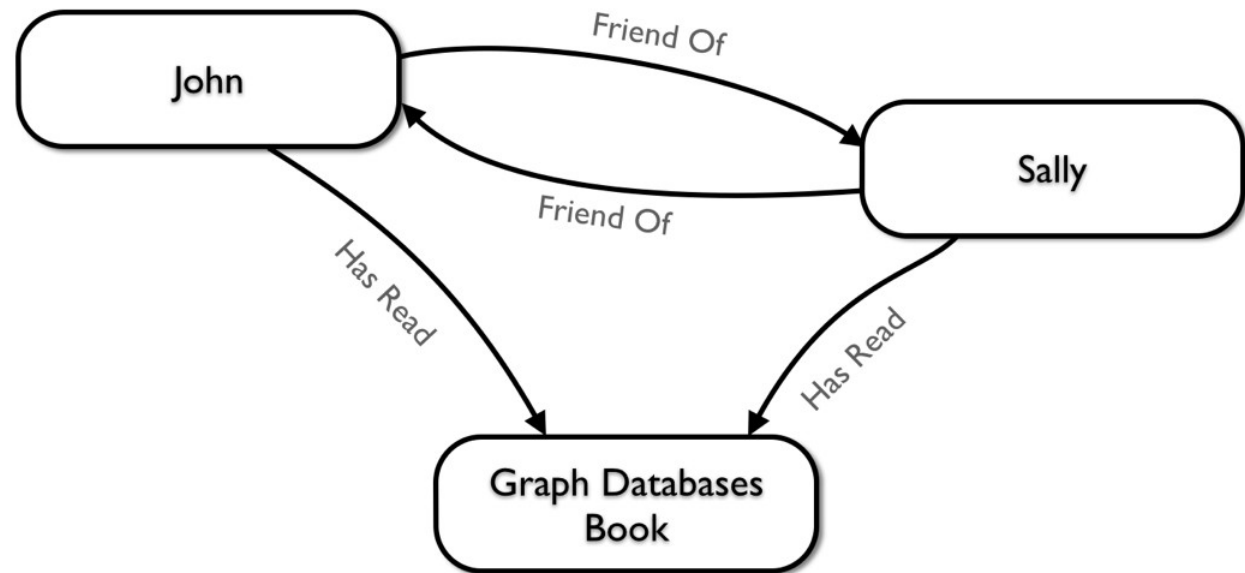 Friend Of
John
Sally
Friend Of
Has Read
Has Read
Graph Databases
Book